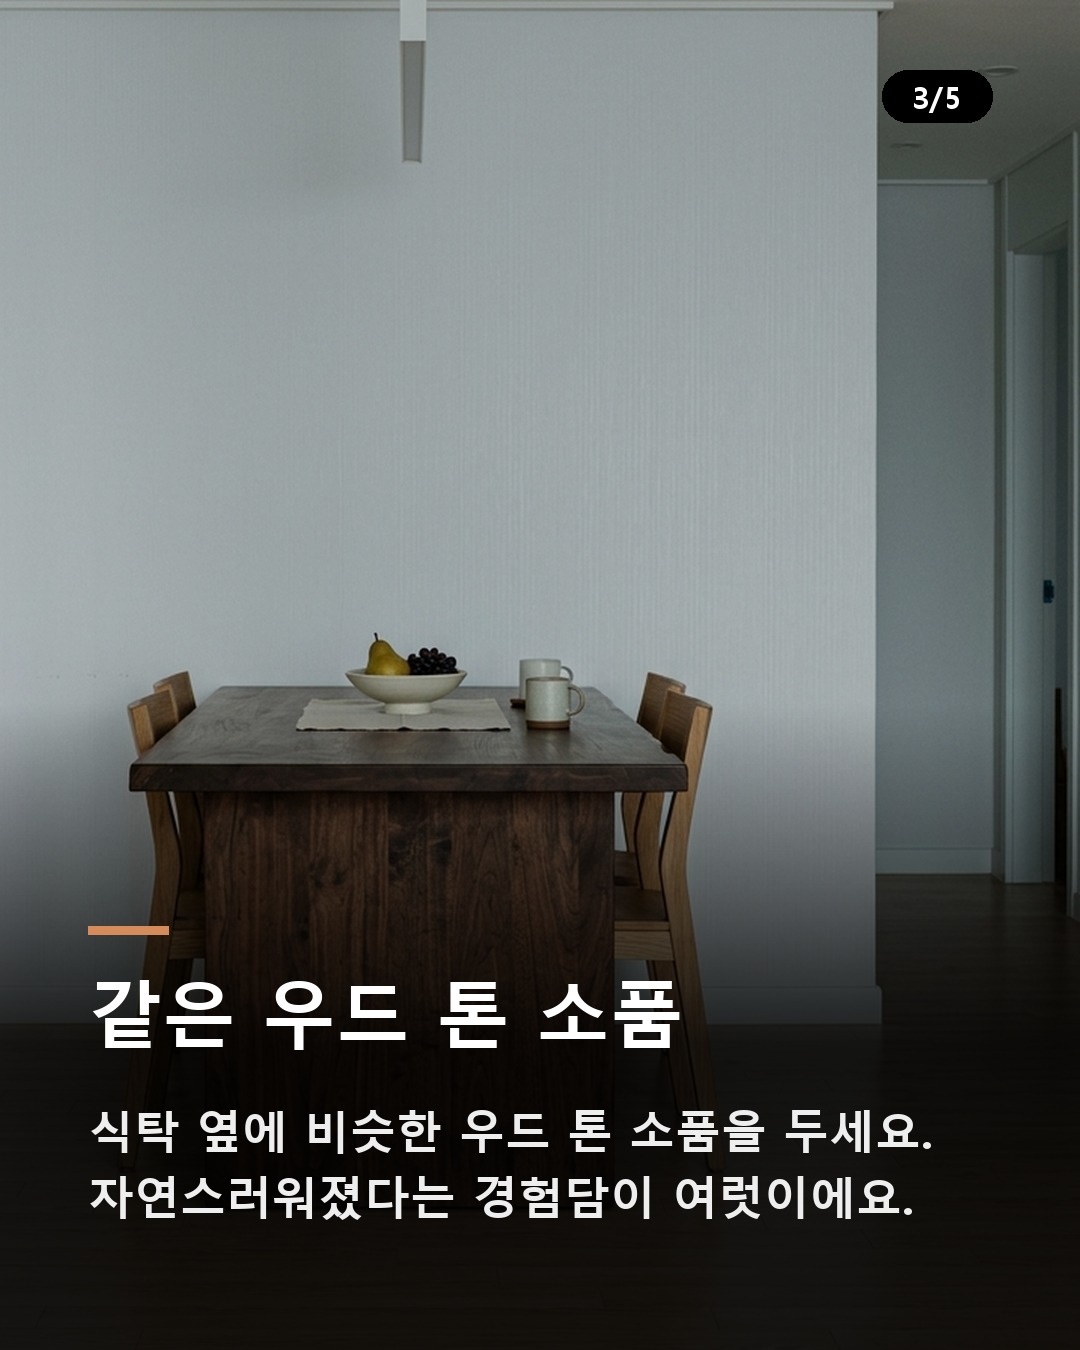 3/5
같은 우드 톤 소품
식탁 옆에 비슷한 우드 톤 소품을 두세요.
자연스러워졌다는 경험담이 여럿이에요.